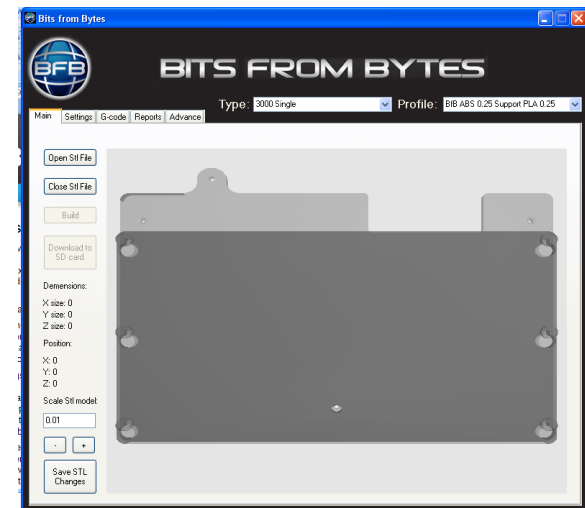 Bits from Bytes
BFB
BITS FROM BYTES
Type: 3000 Single
Profile: BfB ABS 0.25 Support PLA 0.25
Main Settings G-code Reports Advance
Open Stl File
Close Stl File
Build
Download to
SD card
Demensions:
X size: 0
Y size: 0
Z size: 0
Position:
X: 0
Y: 0
Z: 0
Scale Stl model:
0.01
- +
Save STL
Changes